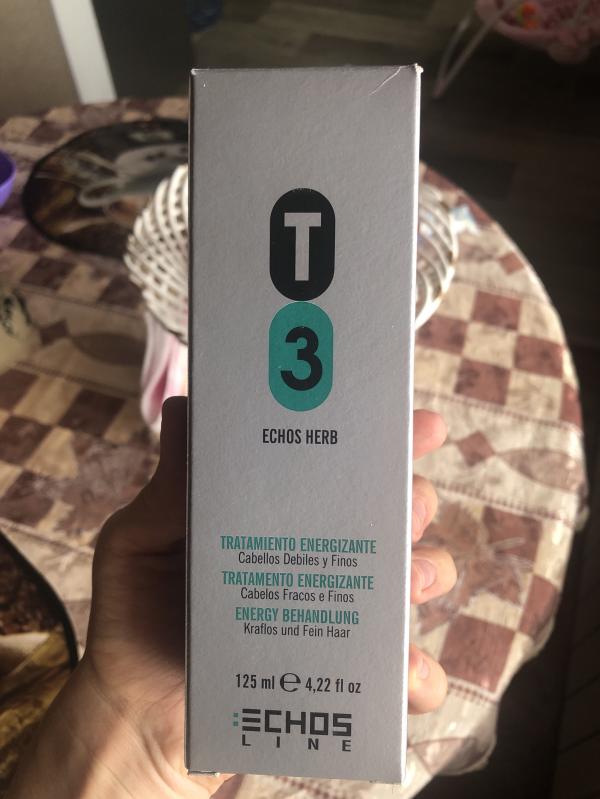 T
3
ECHOS HERB
TRATAMIENTO ENERGIZANTE
Cabellos Debiles y Finos
TRATAMENTO ENERGIZANTE
Cabelos Fracos e Finos
ENERGY BEHANDLUNG
Kraflos und Fein Haar
125 ml ℮ 4,22 fl oz
:ECHOS
LINE